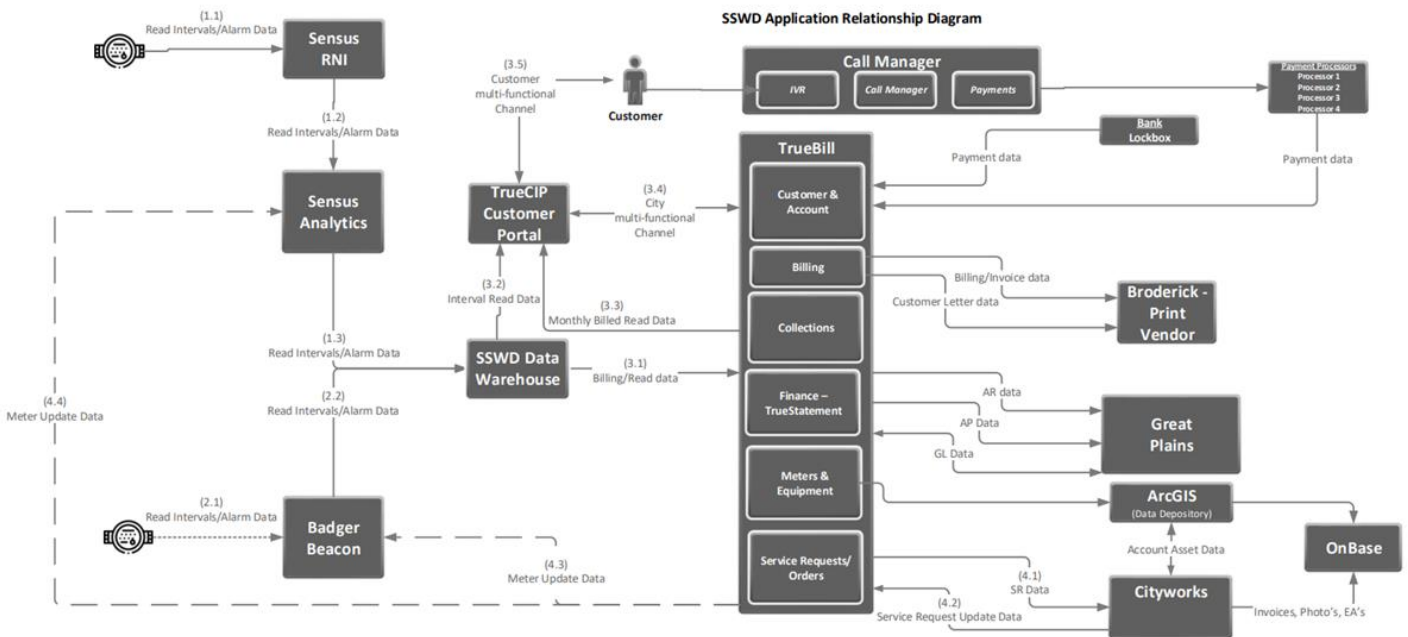 SSWD Application Relationship Diagram
(1.1)
Read Intervals/Alarm Data
Sensus
RNI
(1.2)
Read Intervals/Alarm Data
Sensus
Analytics
(3.5)
Customer
multi-functional
Channel
Customer
Call Manager
IVR
Call Manager
Payments
Payment Processors
Processor 1
Processor 2
Processor 3
Processor 4
Bank
Lockbox
Payment data
Payment data
TrueBill
Customer &
Account
Billing
Collections
Finance –
TrueStatement
Meters &
Equipment
Service Requests/
Orders
TrueCIP
Customer
Portal
(3.4)
City
multi-functional
Channel
(3.2)
Interval Read Data
(3.3)
Monthly Billed Read Data
(1.3)
Read Intervals/Alarm Data
(2.2)
Read Intervals/Alarm Data
SSWD Data
Warehouse
(3.1)
Billing/Read data
Billing/Invoice data
Customer Letter data
Broderick -
Print
Vendor
(4.4)
Meter Update Data
AR data
AP Data
GL Data
Great
Plains
(2.1)
Read Intervals/Alarm Data
Badger
Beacon
(4.3)
Meter Update Data
ArcGIS
(Data Depository)
Account Asset Data
OnBase
(4.1)
SR Data
(4.2)
Service Request Update Data
Cityworks
Invoices, Photo's, EA's